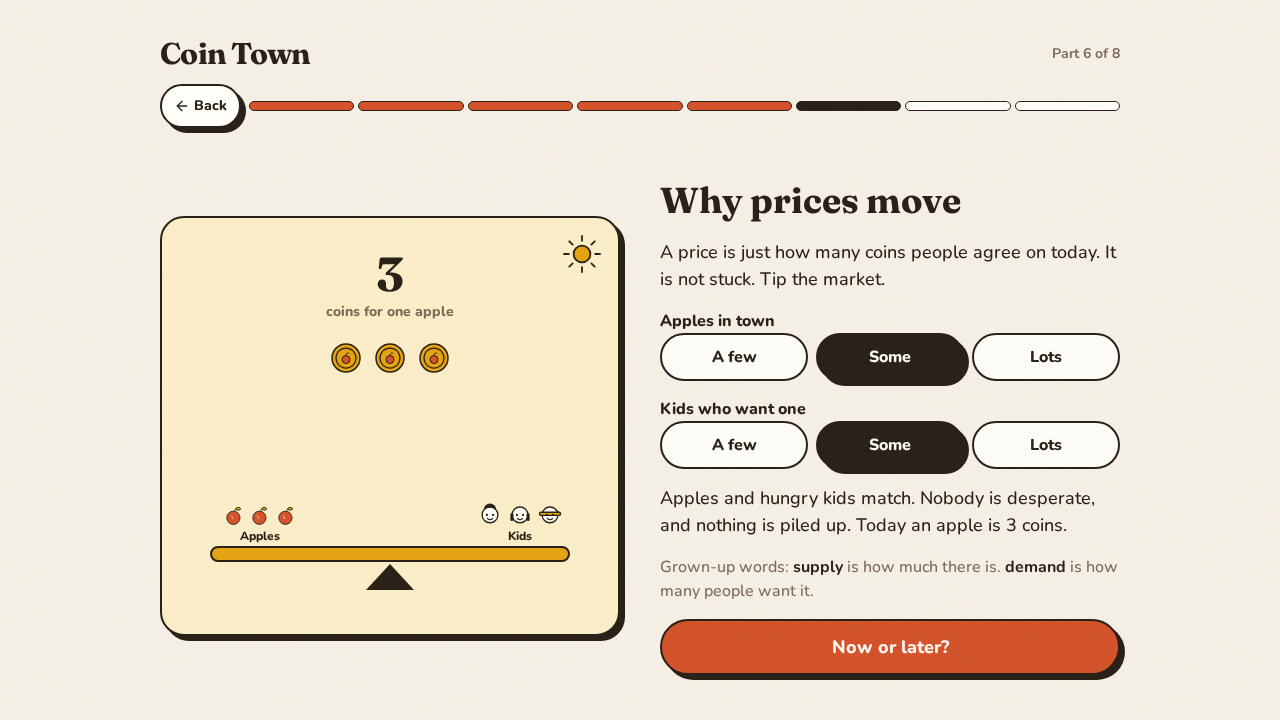 Coin Town
Part 6 of 8
Back
3
coins for one apple
Apples
Kids
Why prices move
A price is just how many coins people agree on today. It
is not stuck. Tip the market.
Apples in town
A few
Some
Lots
Kids who want one
A few
Some
Lots
Apples and hungry kids match. Nobody is desperate,
and nothing is piled up. Today an apple is 3 coins.
Grown-up words: supply is how much there is. demand is how
many people want it.
Now or later?